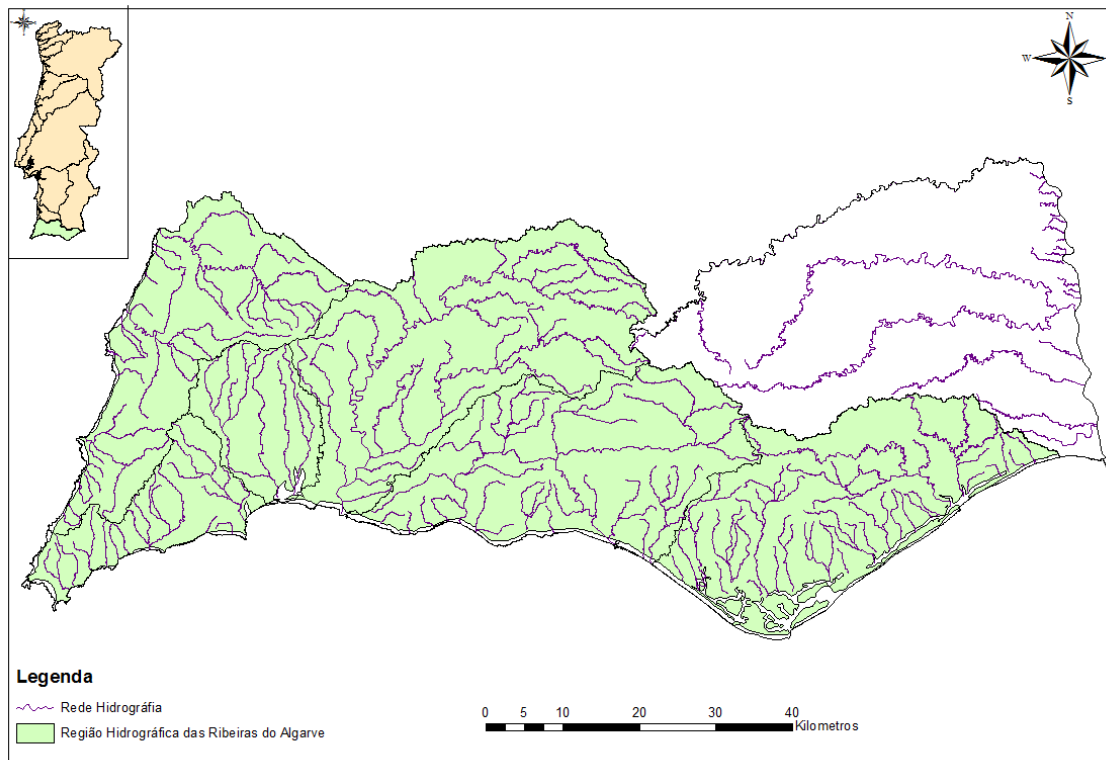 N
W
S
Legenda
Rede Hidrográfia
Região Hidrográfica das Ribeiras do Algarve
0 5 10 20 30 40
Kilometros